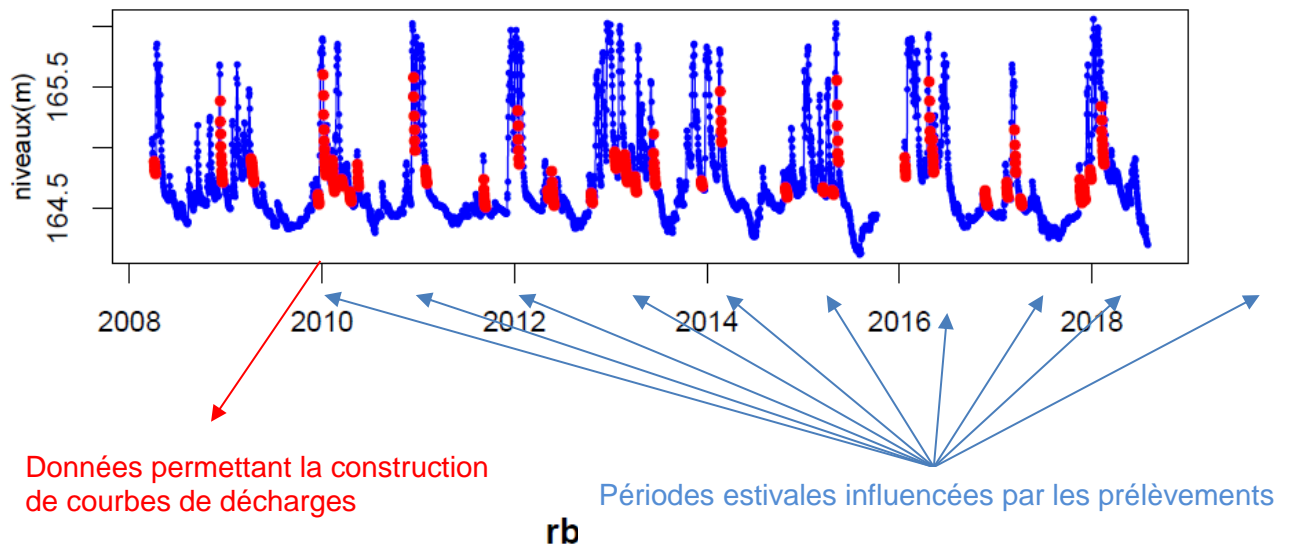 niveaux(m)
165.5
164.5
2008
2010
2012
2014
2016
2018
Données permettant la construction
de courbes de décharges
Périodes estivales influencées par les prélèvements
rb